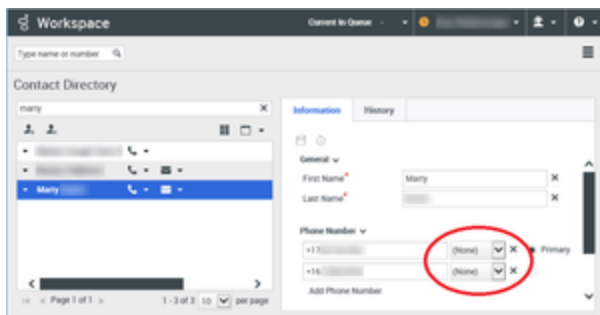 Workspace
Current In Queue -
Type name or number
Contact Directory
marty
Marty
Page 1 of 1
1 - 3 of 3 10 per page
Information History
General
First Name* Marty
Last Name*
Phone Number
+17 (None) Primary
+16 (None)
Add Phone Number